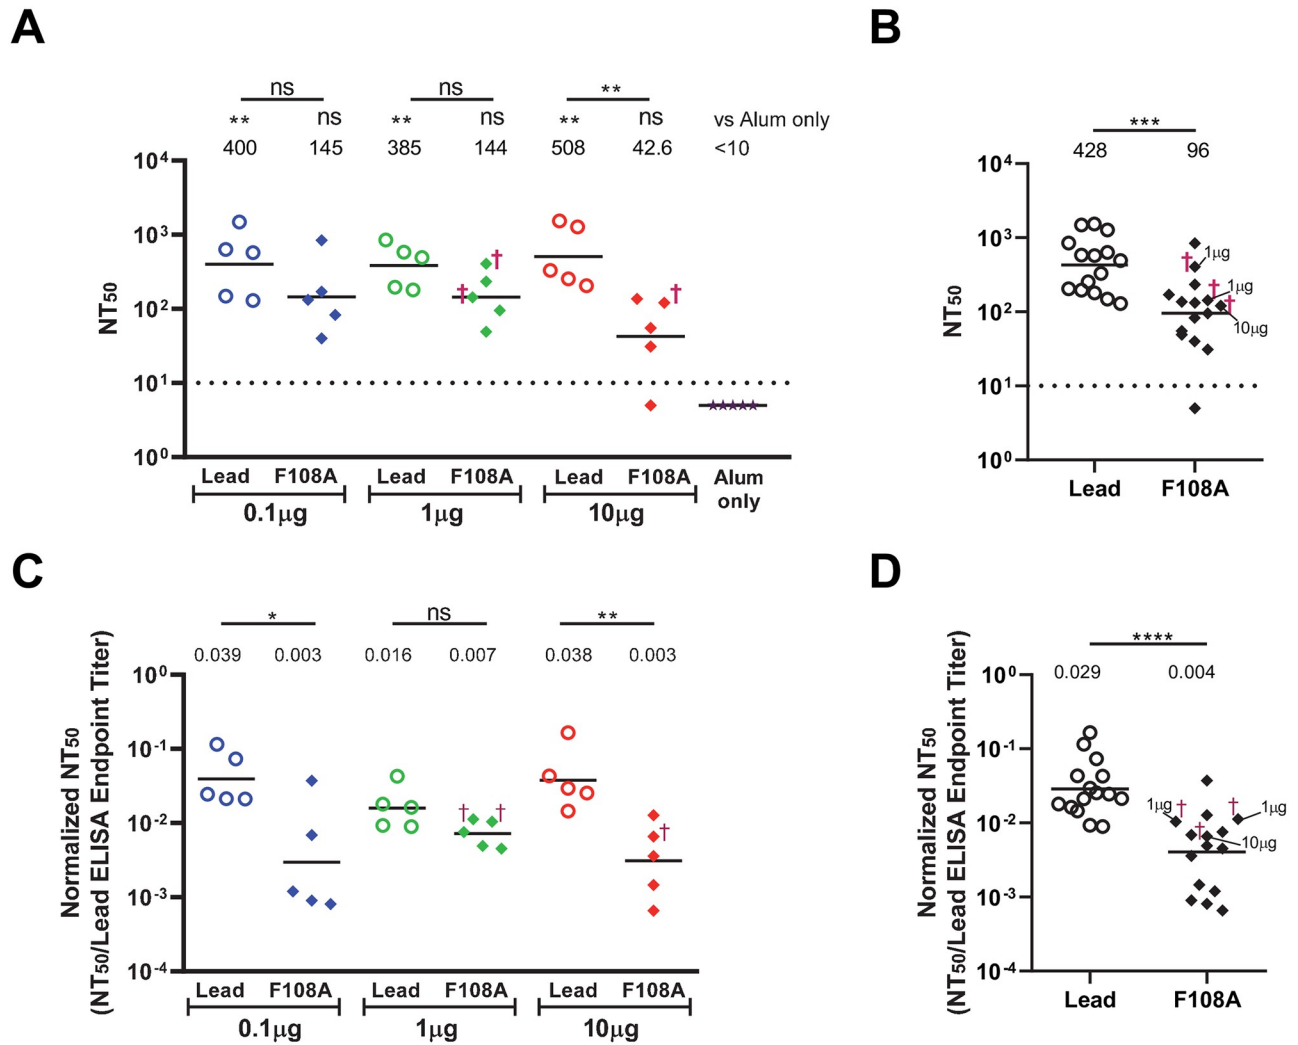 A
ns
ns
**
** ns ** ns ** ns vs Alum only
400 145 385 144 508 42.6 <10
10⁴
10³
10²
10¹
10⁰
NT50
†
‡
†
Lead F108A Lead F108A Lead F108A Alum only
0.1μg 1μg 10μg
B
***
428 96
10⁴
10³
10²
10¹
10⁰
NT50
† 1μg
† 1μg
† 10μg
Lead F108A
C
* ns **
0.039 0.003 0.016 0.007 0.038 0.003
10⁰
10⁻¹
10⁻²
10⁻³
10⁻⁴
Normalized NT50
(NT50/Lead ELISA Endpoint Titer)
† †
†
Lead F108A Lead F108A Lead F108A
0.1μg 1μg 10μg
D
****
0.029 0.004
10⁰
10⁻¹
10⁻²
10⁻³
10⁻⁴
Normalized NT50
(NT50/Lead ELISA Endpoint Titer)
1μg † † 1μg
† 10μg
Lead F108A